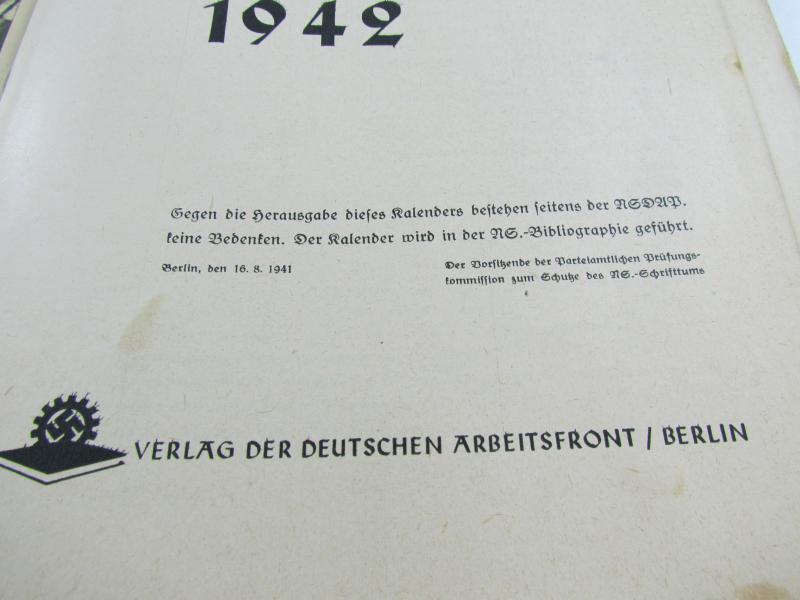 1942
Gegen die Herausgabe dieses Kalenders bestehen seitens der NSDAP.
keine Bedenken. Der Kalender wird in der NS.-Bibliographie geführt.
Berlin, den 16. 8. 1941
Der Vorsitzende der Parteiamtlichen Prüfungs-
kommission zum Schutze des NS.-Schrifttums
VERLAG DER DEUTSCHEN ARBEITSFRONT / BERLIN